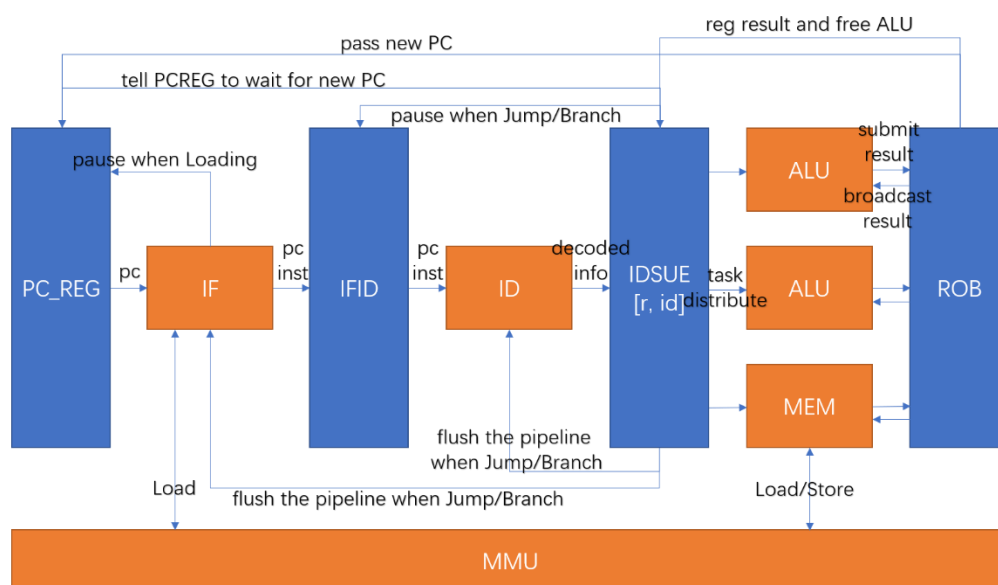 reg result and free ALU
pass new PC
tell PCREG to wait for new PC
pause when Jump/Branch
submit
result
pause when Loading
ALU
broadcast
result
pc
inst
pc
inst
decoded
info
pc
PC_REG
IF
IFID
ID
IDSUE
[r, id]
task
distribute
ALU
ROB
MEM
flush the pipeline
when Jump/Branch
Load
flush the pipeline when Jump/Branch
Load/Store
MMU